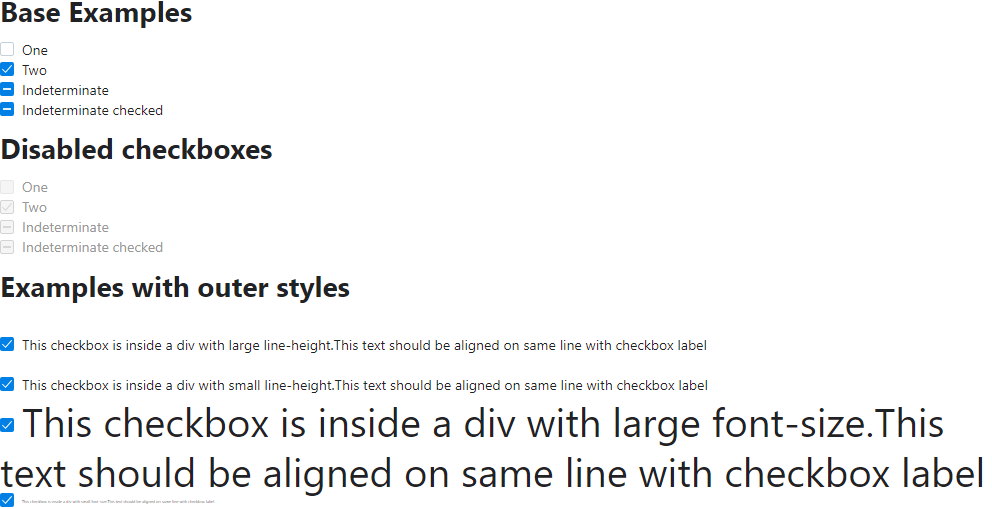 Base Examples
One
Two
Indeterminate
Indeterminate checked
Disabled checkboxes
One
Two
Indeterminate
Indeterminate checked
Examples with outer styles
This checkbox is inside a div with large line-height.This text should be aligned on same line with checkbox label
This checkbox is inside a div with small line-height.This text should be aligned on same line with checkbox label
This checkbox is inside a div with large font-size.This
text should be aligned on same line with checkbox label
This checkbox is inside a div with small font-size.This text should be aligned on same line with checkbox label